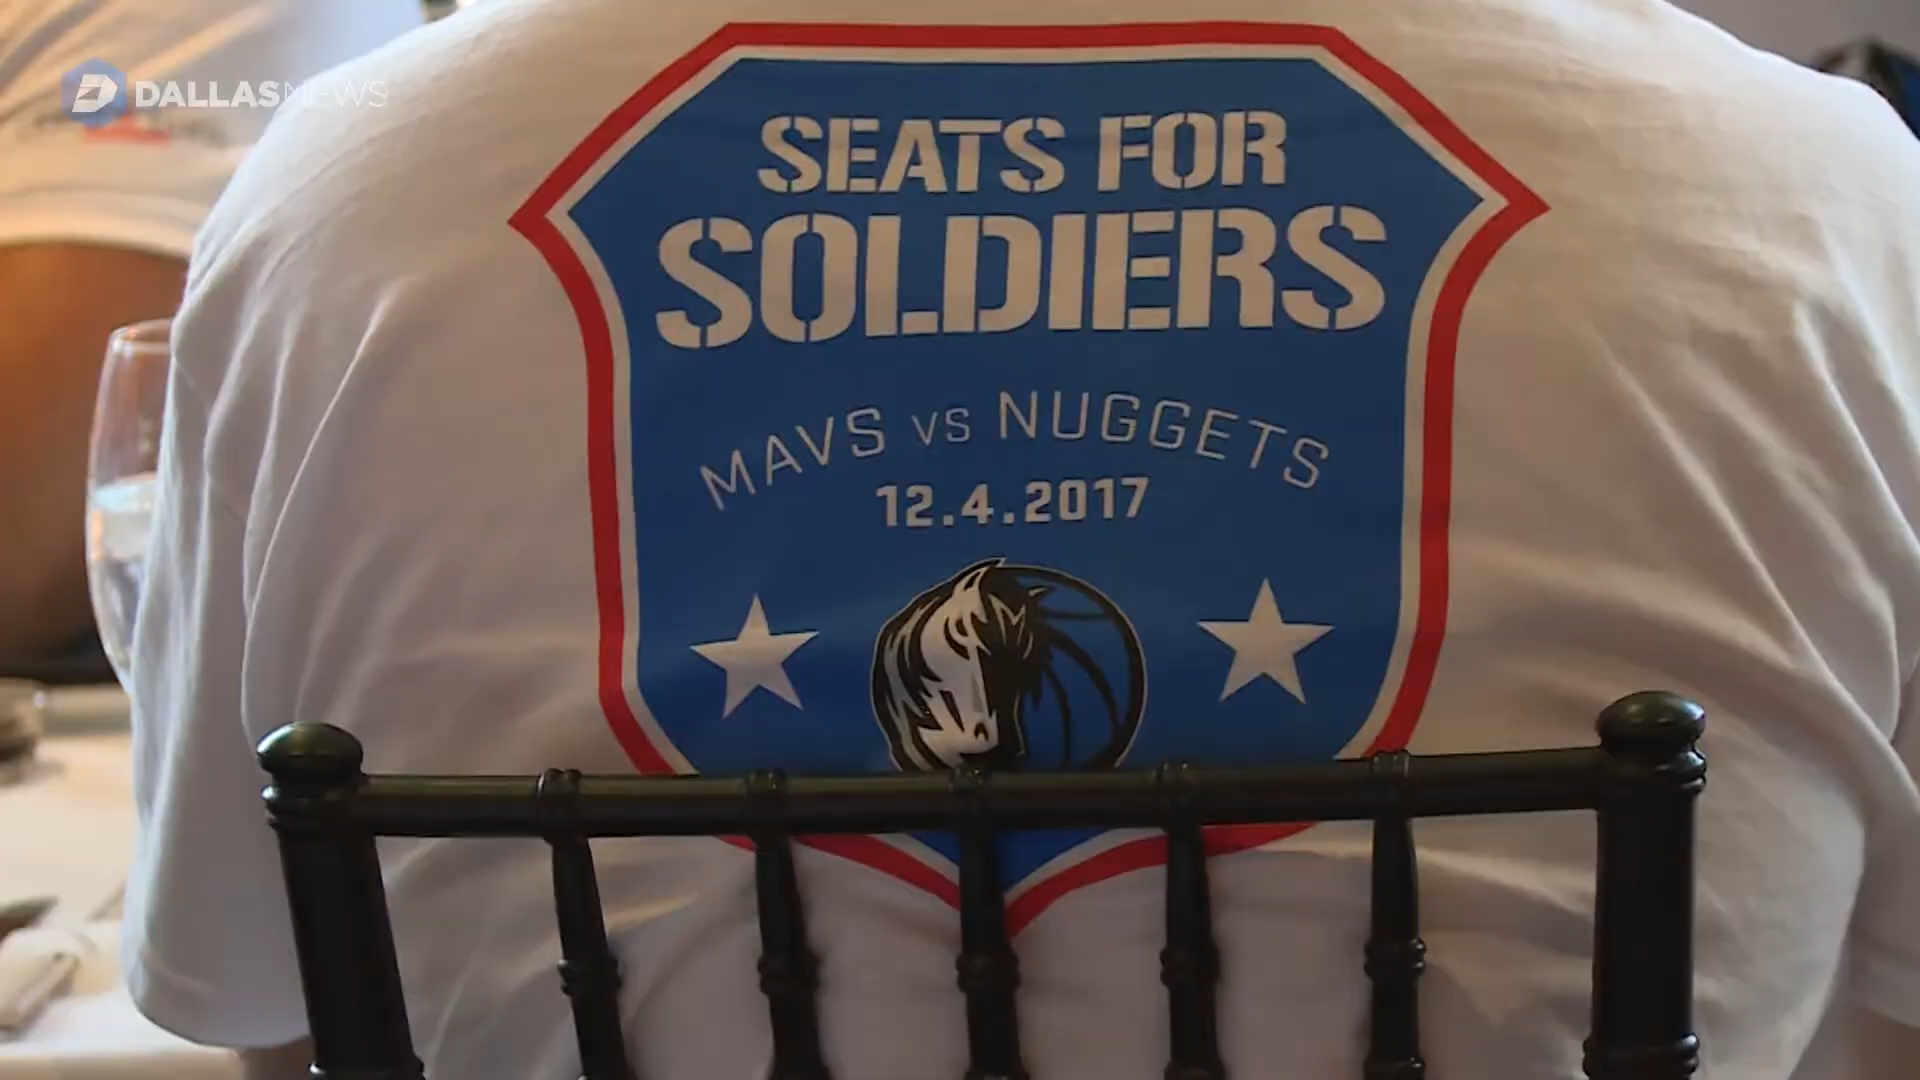 DALLASNEWS
SEATS FOR
SOLDIERS
MAVS VS NUGGETS
12.4.2017